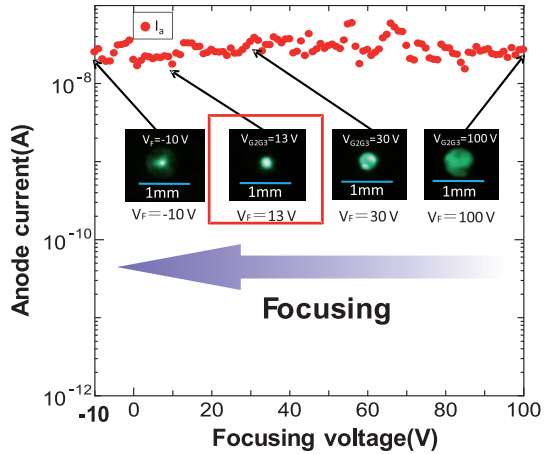 I_a
10^-8
V_F=-10 V
V_G2G3=13 V
V_G2G3=30 V
V_G2G3=100 V
1mm
1mm
1mm
1mm
V_F=-10 V
V_F=13 V
V_F=30 V
V_F=100 V
10^-10
Focusing
10^-12
-10
0
20
40
60
80
100
Anode current(A)
Focusing voltage(V)